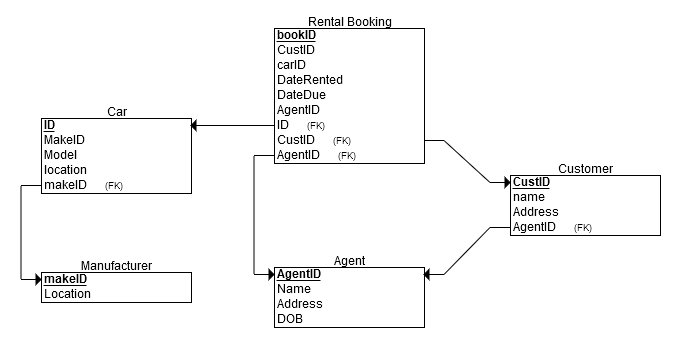 Rental Booking
bookID
CustID
carID
DateRented
DateDue
AgentID
ID (FK)
CustID (FK)
AgentID (FK)
Car
ID
MakeID
Model
location
makeID (FK)
Customer
CustID
name
Address
AgentID (FK)
Manufacturer
makeID
Location
Agent
AgentID
Name
Address
DOB